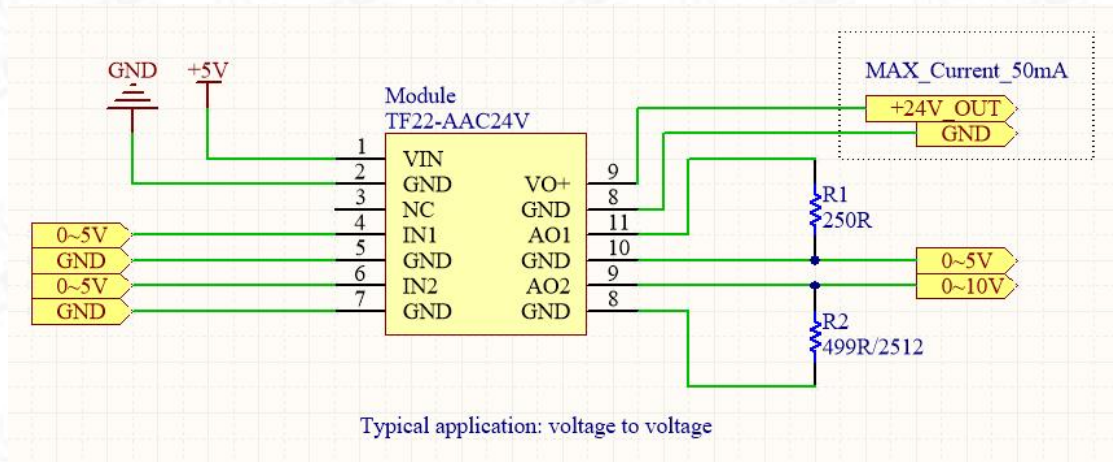 GND +5V
MAX_Current_50mA
Module
TF22-AAC24V
+24V_OUT
GND
1 VIN
2 GND VO+ 9
3 NC GND 8
R1
250R
0~5V 4 IN1 AO1 11
GND 5 GND GND 10 0~5V
0~5V 6 IN2 AO2 9 0~10V
GND 7 GND GND 8
R2
499R/2512
Typical application: voltage to voltage